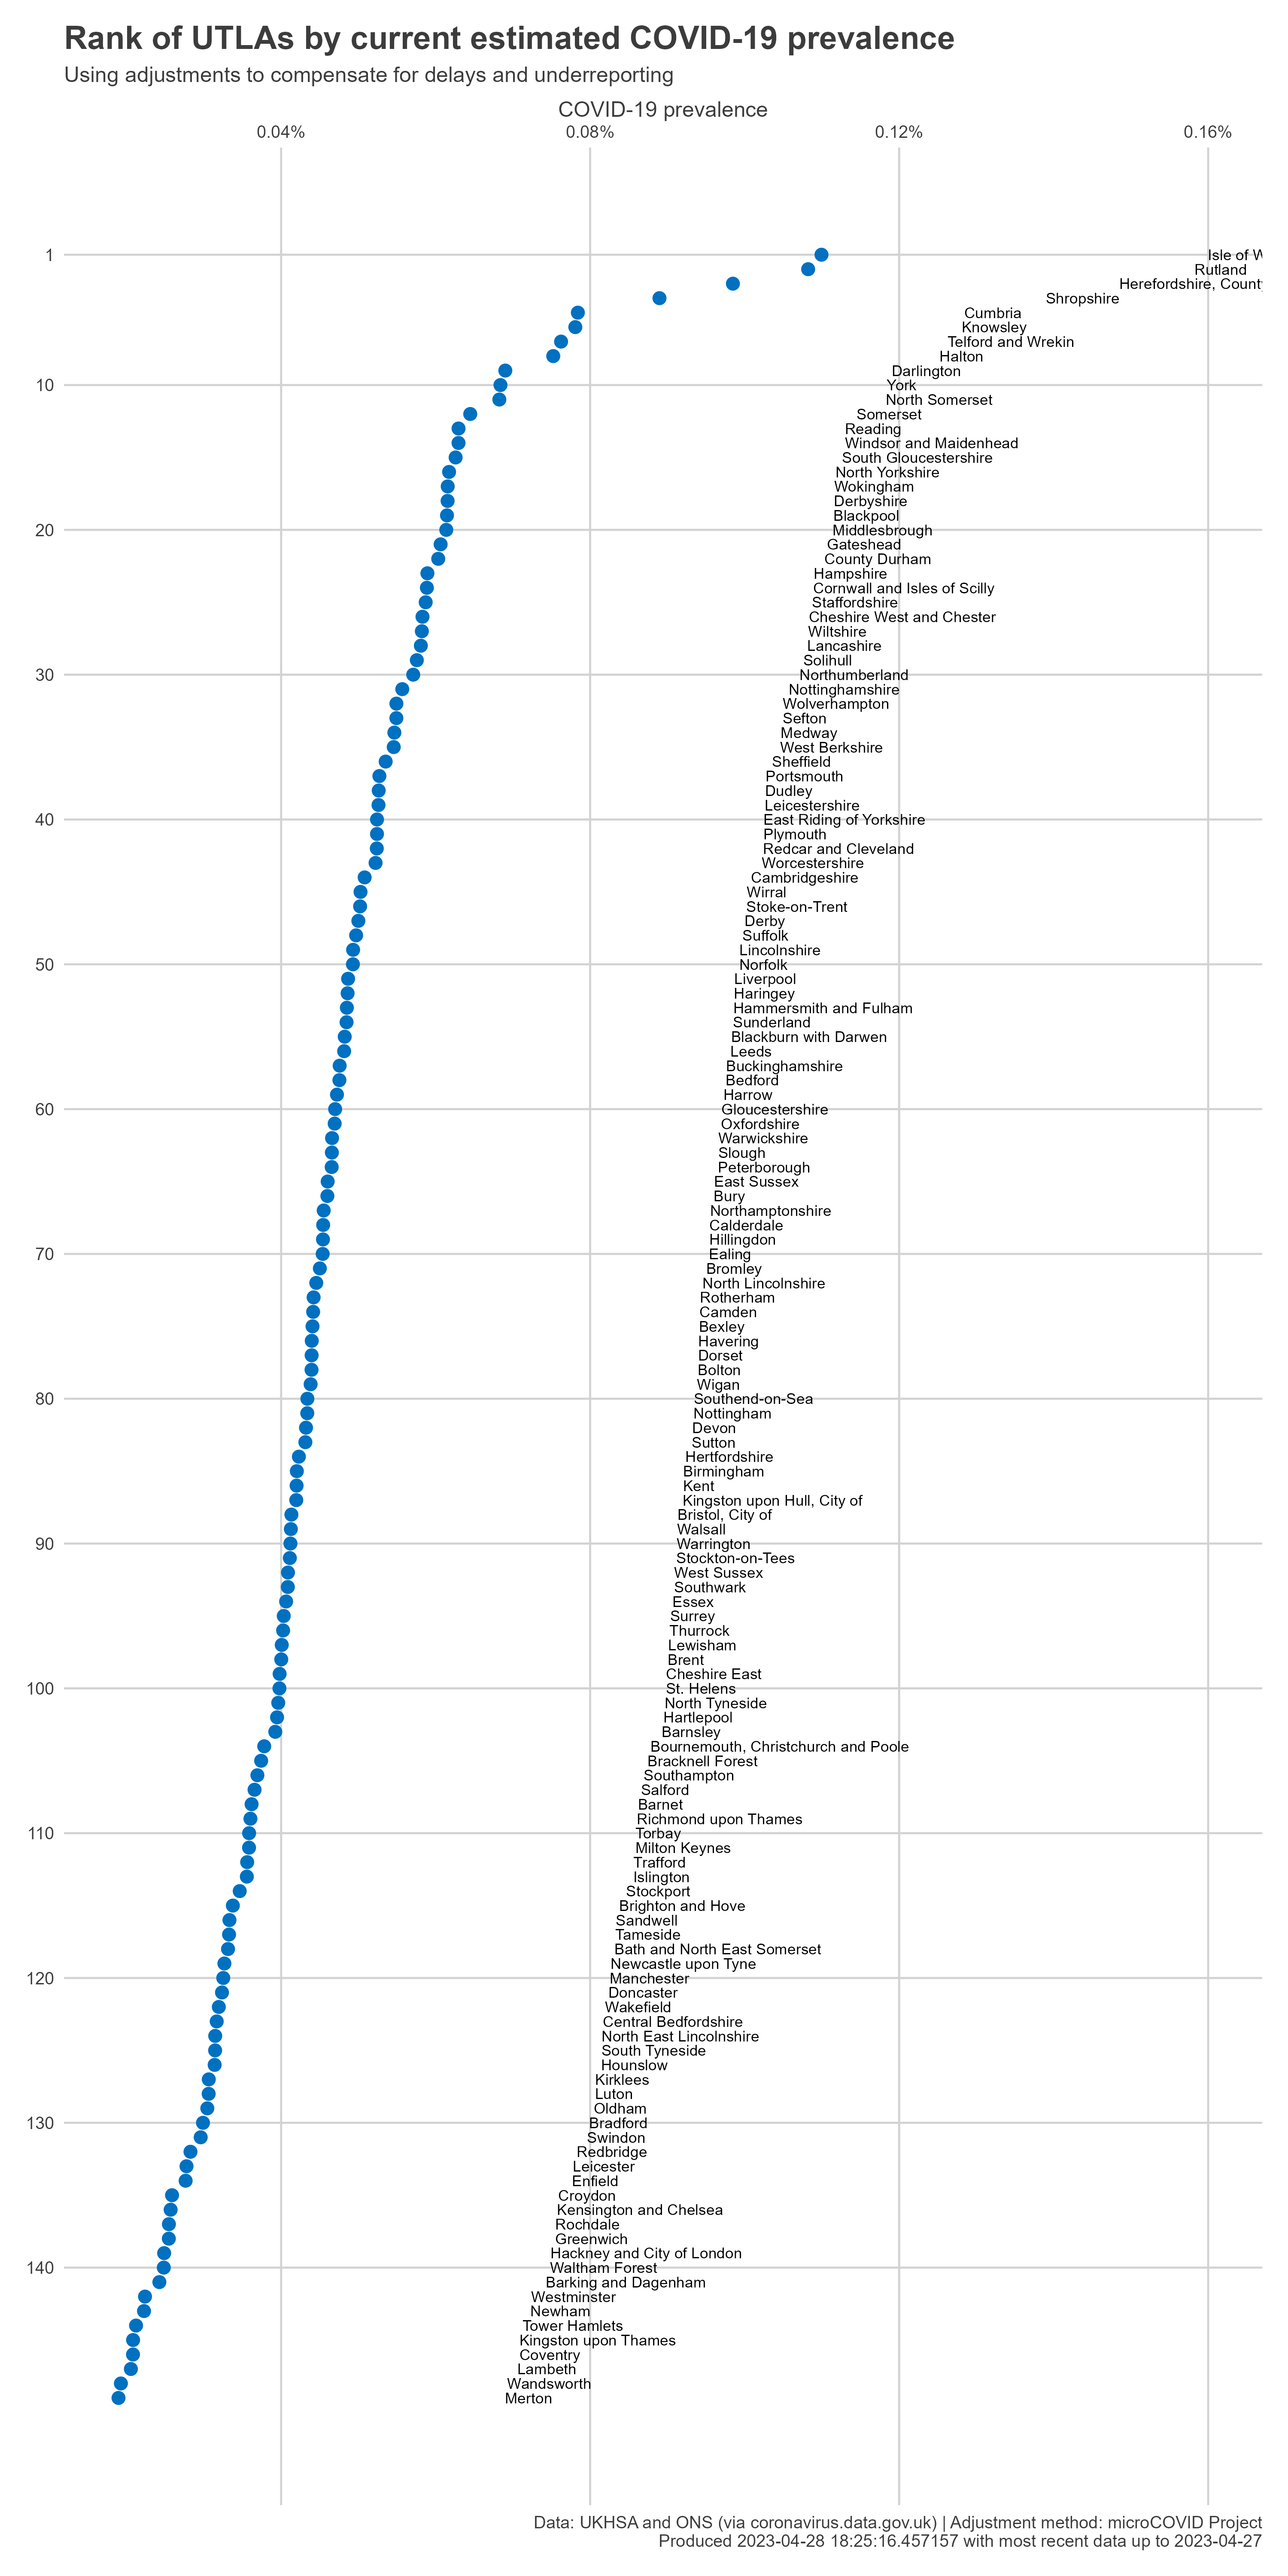 Rank of UTLAs by current estimated COVID-19 prevalence
Using adjustments to compensate for delays and underreporting
COVID-19 prevalence
0.04% 0.08% 0.12% 0.16%
1 Isle of W
Rutland
Herefordshire, County
Shropshire
Cumbria
Knowsley
Telford and Wrekin
Halton
Darlington
10 York
North Somerset
Somerset
Reading
Windsor and Maidenhead
South Gloucestershire
North Yorkshire
Wokingham
Derbyshire
Blackpool
20 Middlesbrough
Gateshead
County Durham
Hampshire
Cornwall and Isles of Scilly
Staffordshire
Cheshire West and Chester
Wiltshire
Lancashire
Solihull
30 Northumberland
Nottinghamshire
Wolverhampton
Sefton
Medway
West Berkshire
Sheffield
Portsmouth
Dudley
Leicestershire
40 East Riding of Yorkshire
Plymouth
Redcar and Cleveland
Worcestershire
Cambridgeshire
Wirral
Stoke-on-Trent
Derby
Suffolk
Lincolnshire
50 Norfolk
Liverpool
Haringey
Hammersmith and Fulham
Sunderland
Blackburn with Darwen
Leeds
Buckinghamshire
Bedford
Harrow
60 Gloucestershire
Oxfordshire
Warwickshire
Slough
Peterborough
East Sussex
Bury
Northamptonshire
Calderdale
Hillingdon
70 Ealing
Bromley
North Lincolnshire
Rotherham
Camden
Bexley
Havering
Dorset
Bolton
Wigan
80 Southend-on-Sea
Nottingham
Devon
Sutton
Hertfordshire
Birmingham
Kent
Kingston upon Hull, City of
Bristol, City of
Walsall
90 Warrington
Stockton-on-Tees
West Sussex
Southwark
Essex
Surrey
Thurrock
Lewisham
Brent
Cheshire East
100 St. Helens
North Tyneside
Hartlepool
Barnsley
Bournemouth, Christchurch and Poole
Bracknell Forest
Southampton
Salford
Barnet
Richmond upon Thames
110 Torbay
Milton Keynes
Trafford
Islington
Stockport
Brighton and Hove
Sandwell
Tameside
Bath and North East Somerset
Newcastle upon Tyne
120 Manchester
Doncaster
Wakefield
Central Bedfordshire
North East Lincolnshire
South Tyneside
Hounslow
Kirklees
Luton
Oldham
130 Bradford
Swindon
Redbridge
Leicester
Enfield
Croydon
Kensington and Chelsea
Rochdale
Greenwich
Hackney and City of London
140 Waltham Forest
Barking and Dagenham
Westminster
Newham
Tower Hamlets
Kingston upon Thames
Coventry
Lambeth
Wandsworth
Merton
Data: UKHSA and ONS (via coronavirus.data.gov.uk) | Adjustment method: microCOVID Project
Produced 2023-04-28 18:25:16.457157 with most recent data up to 2023-04-27